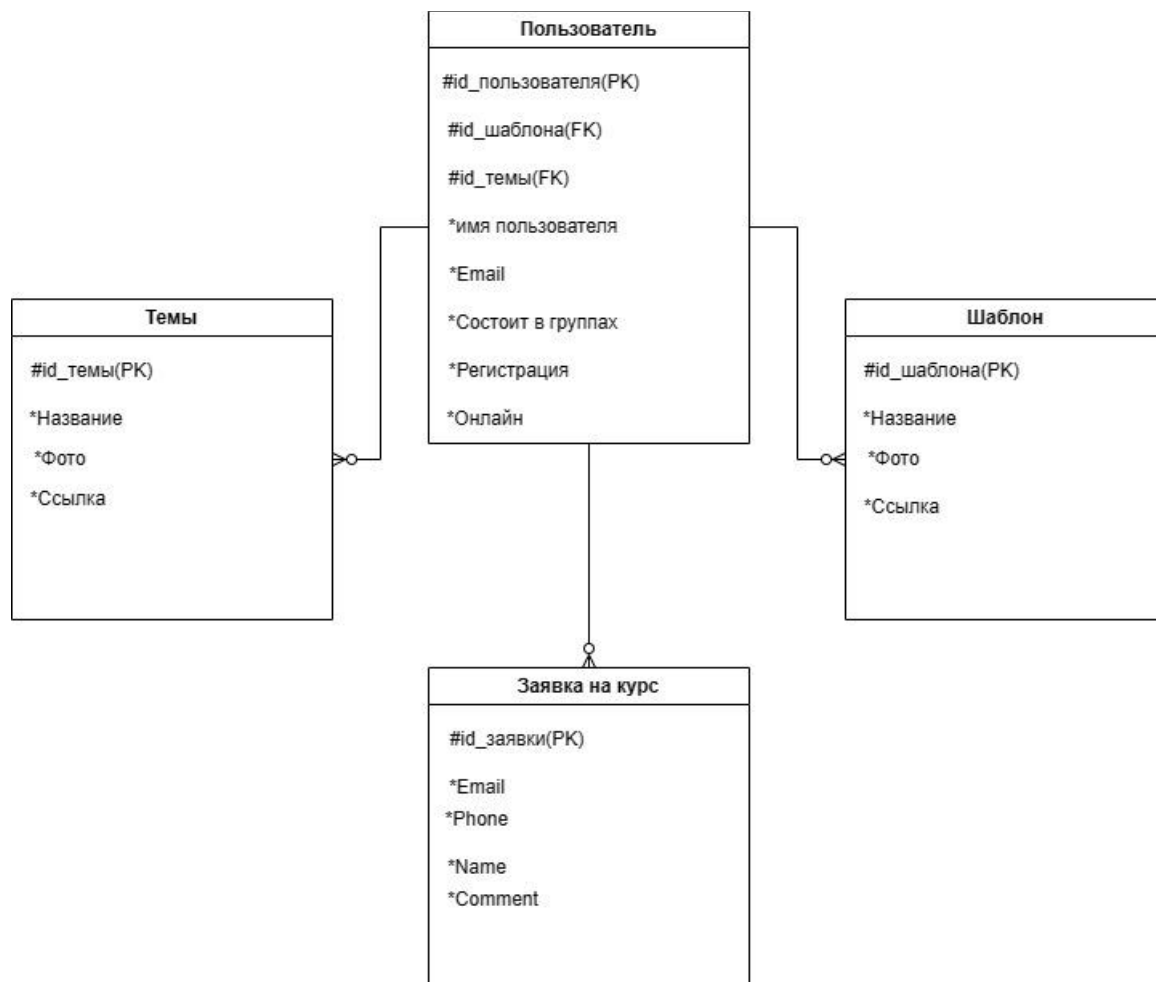 Пользователь
#id_пользователя(PK)
#id_шаблона(FK)
#id_темы(FK)
*имя пользователя
*Email
*Состоит в группах
*Регистрация
*Онлайн
Темы
#id_темы(PK)
*Название
*Фото
*Ссылка
Шаблон
#id_шаблона(PK)
*Название
*Фото
*Ссылка
Заявка на курс
#id_заявки(PK)
*Email
*Phone
*Name
*Comment